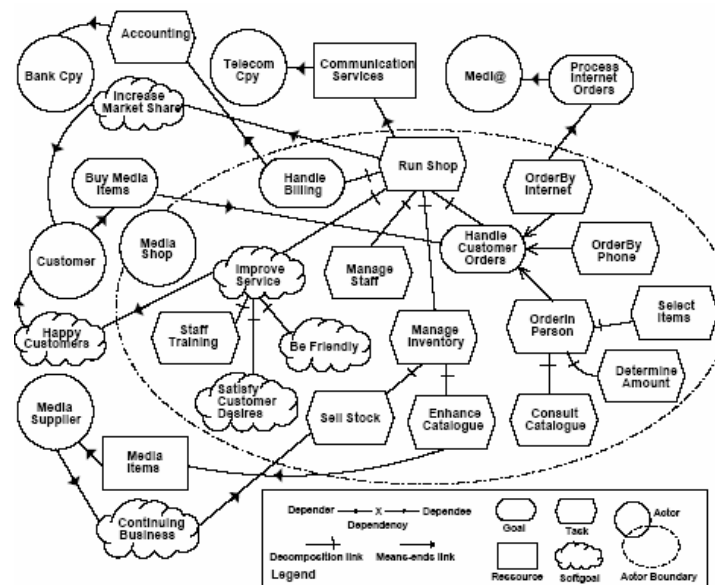 Accounting
Bank Cpy
Telecom
Cpy
Communication
Services
Medi@
Process
Internet
Orders
Increase
Market Share
Run Shop
Buy Media
Items
Handle
Billing
OrderBy
Internet
Customer
Media
Shop
Improve
Service
Manage
Staff
Handle
Customer
Orders
OrderBy
Phone
Happy
Customers
Staff
Training
Be Friendly
Manage
Inventory
OrderIn
Person
Select
Items
Determine
Amount
Media
Supplier
Satisfy
Customer
Desires
Sell Stock
Enhance
Catalogue
Consult
Catalogue
Media
Items
Continuing
Business
Depender
X
Dependee
Dependency
Decomposition link
Means-ends link
Legend
Goal
Task
Actor
Ressource
Softgoal
Actor Boundary